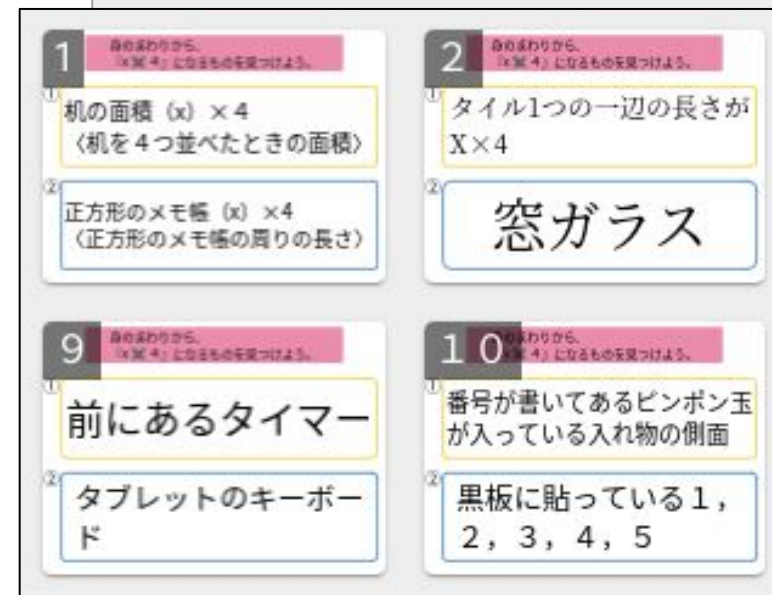 1
身のまわりから、
『x×4』になるものを見つけよう。
①
机の面積（x）×4
〈机を4つ並べたときの面積〉
②
正方形のメモ帳（x）×4
（正方形のメモ帳の周りの長さ）
2
身のまわりから、
『x×4』になるものを見つけよう。
①
タイル1つの一辺の長さが
X×4
②
窓ガラス
9
身のまわりから、
『x×4』になるものを見つけよう。
①
前にあるタイマー
②
タブレットのキーボー
ド
10
身のまわりから、
『x×4』になるものを見つけよう。
①
番号が書いてあるピンポン玉
が入っている入れ物の側面
②
黒板に貼っている１，
２，３，４，５